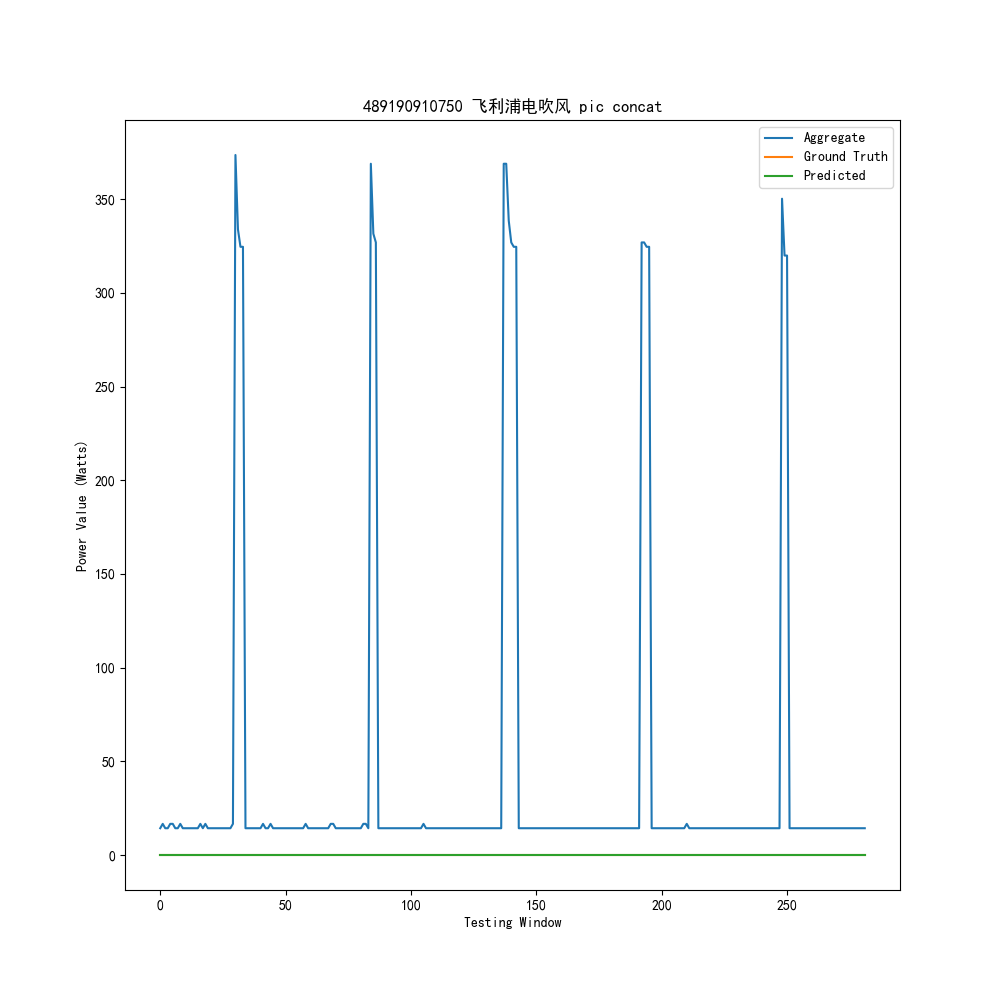 489190910750 飞利浦电吹风 pic concat
Aggregate
Ground Truth
Predicted
Power Value (Watts)
350
300
250
200
150
100
50
0
0 50 100 150 200 250
Testing Window